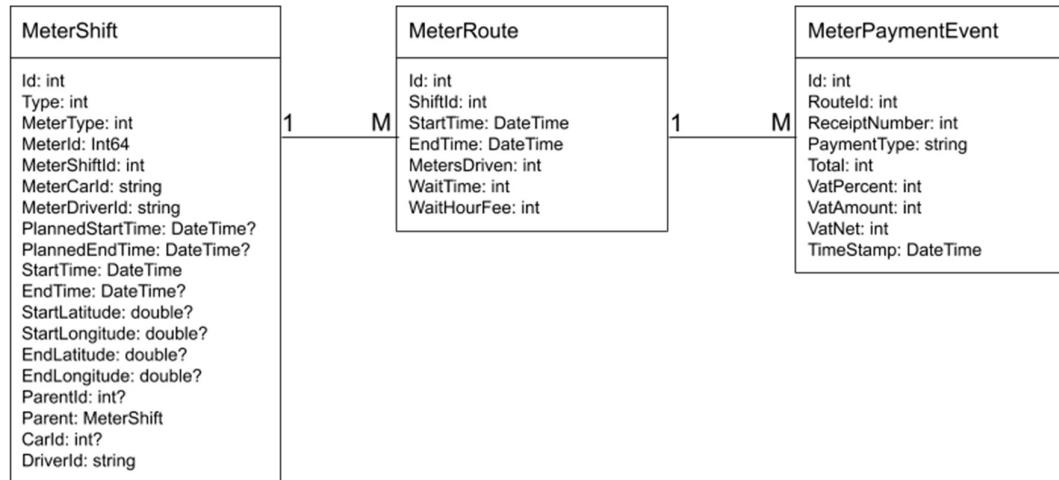 MeterShift
Id: int
Type: int
MeterType: int
MeterId: Int64
MeterShiftId: int
MeterCarId: string
MeterDriverId: string
PlannedStartTime: DateTime?
PlannedEndTime: DateTime?
StartTime: DateTime
EndTime: DateTime?
StartLatitude: double?
StartLongitude: double?
EndLatitude: double?
EndLongitude: double?
ParentId: int?
Parent: MeterShift
CarId: int?
DriverId: string
1
M
MeterRoute
Id: int
ShiftId: int
StartTime: DateTime
EndTime: DateTime
MetersDriven: int
WaitTime: int
WaitHourFee: int
1
M
MeterPaymentEvent
Id: int
RouteId: int
ReceiptNumber: int
PaymentType: string
Total: int
VatPercent: int
VatAmount: int
VatNet: int
TimeStamp: DateTime